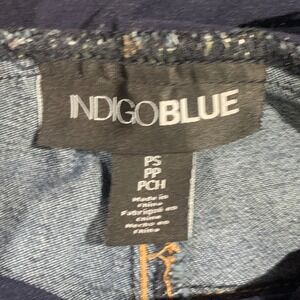 INDIGOBLUE
PS
PP
PCH
Made in
China
Fabriqué en
Chine
Hecho en
China